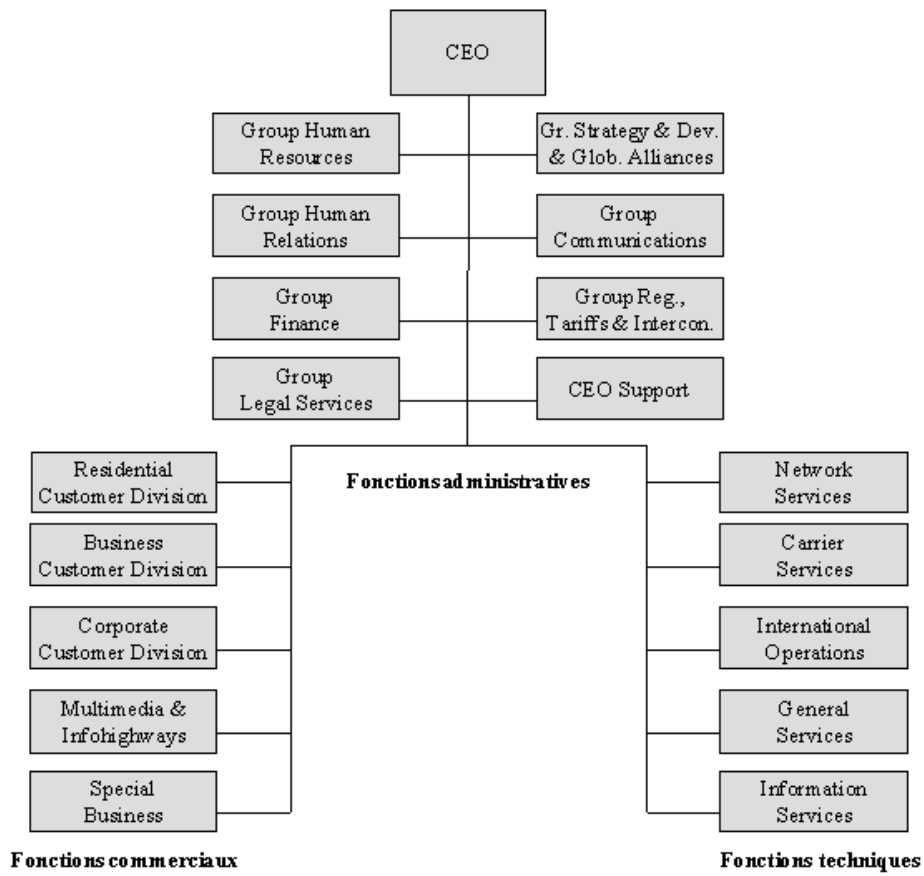 CEO
Group Human
Resources
Gr. Strategy & Dev.
& Glob. Alliances
Group Human
Relations
Group
Communications
Group
Finance
Group Reg.,
Tariffs & Intercon.
Group
Legal Services
CEO Support
Fonctions administratives
Residential
Customer Division
Business
Customer Division
Corporate
Customer Division
Multimedia &
Infohighways
Special
Business
Fonctions commerciaux
Network
Services
Carrier
Services
International
Operations
General
Services
Information
Services
Fonctions techniques